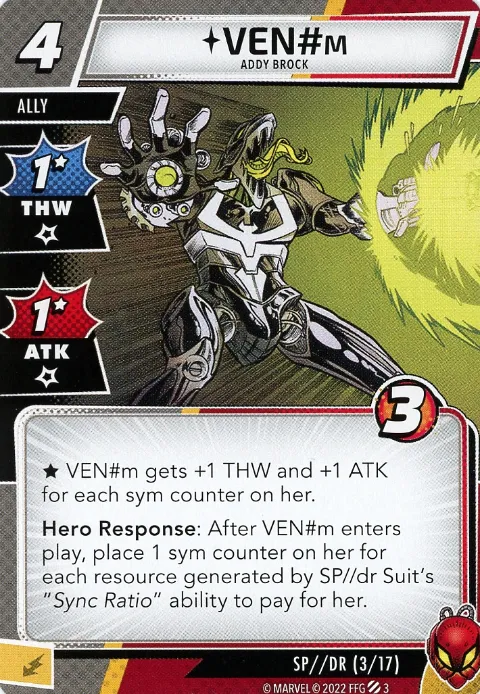 4
VEN#m
ADDY BROCK
ALLY
1
THW
1
ATK
3
★ VEN#m gets +1 THW and +1 ATK
for each sym counter on her.
Hero Response: After VEN#m enters
play, place 1 sym counter on her for
each resource generated by SP//dr Suit's
"Sync Ratio" ability to pay for her.
SP//DR (3/17)
© MARVEL © 2022 FFG 3